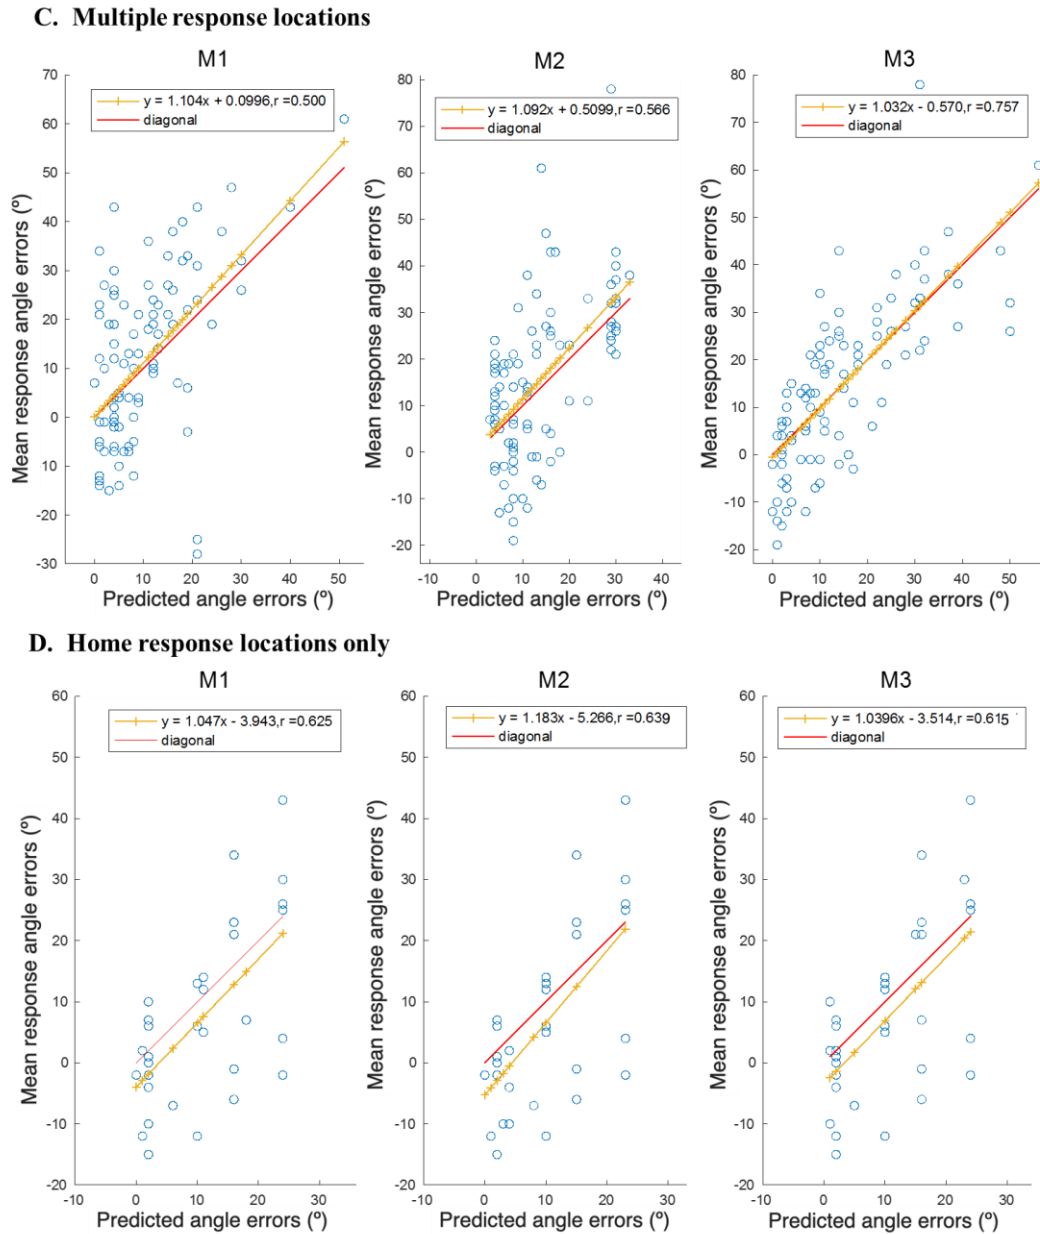 C. Multiple response locations
M1
M2
M3
y = 1.104x + 0.0996,r =0.500
diagonal
y = 1.092x + 0.5099,r =0.566
diagonal
y = 1.032x - 0.570,r =0.757
diagonal
Mean response angle errors (º)
70
60
50
40
30
20
10
0
-10
-20
-30
0 10 20 30 40 50
Predicted angle errors (º)
Mean response angle errors (º)
80
70
60
50
40
30
20
10
0
-10
-20
-10 0 10 20 30 40
Predicted angle errors (º)
Mean response angle errors (º)
80
70
60
50
40
30
20
10
0
-10
-20
0 10 20 30 40 50
Predicted angle errors (º)
D. Home response locations only
M1
M2
M3
y = 1.047x - 3.943,r =0.625
diagonal
y = 1.183x - 5.266,r =0.639
diagonal
y = 1.0396x - 3.514,r =0.615
diagonal
Mean response angle errors (º)
60
50
40
30
20
10
0
-10
-20
-10 0 10 20 30
Predicted angle errors (º)
Mean response angle errors (º)
60
50
40
30
20
10
0
-10
-20
-10 0 10 20 30
Predicted angle errors (º)
Mean response angle errors (º)
60
50
40
30
20
10
0
-10
-20
-10 0 10 20 30
Predicted angle errors (º)